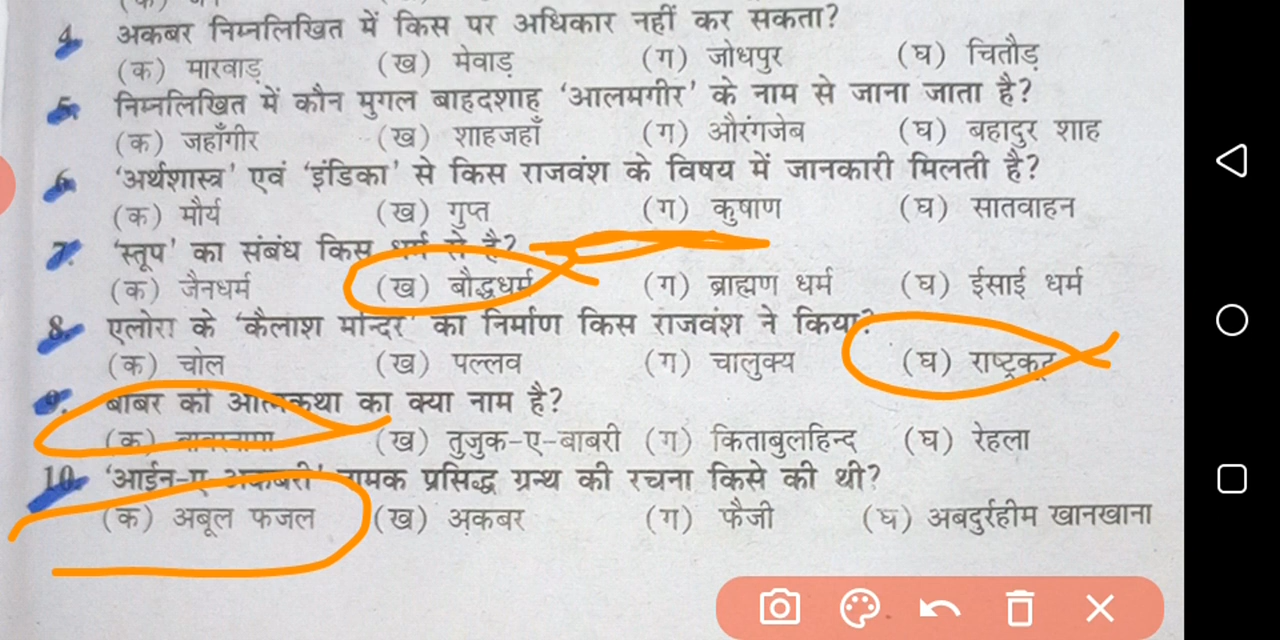 4. अकबर निम्नलिखित में किस पर अधिकार नहीं कर सकता?
(क) मारवाड़ (ख) मेवाड़ (ग) जोधपुर (घ) चितौड़
5. निम्नलिखित में कौन मुगल बाहदशाह ‘आलमगीर’ के नाम से जाना जाता है?
(क) जहाँगीर (ख) शाहजहाँ (ग) औरंगजेब (घ) बहादुर शाह
6. ‘अर्थशास्त्र’ एवं ‘इंडिका’ से किस राजवंश के विषय में जानकारी मिलती है?
(क) मौर्य (ख) गुप्त (ग) कुषाण (घ) सातवाहन
7. ‘स्तूप’ का संबंध किस धर्म से है?
(क) जैनधर्म (ख) बौद्धधर्म (ग) ब्राह्मण धर्म (घ) ईसाई धर्म
8. एलोरा के ‘कैलाश मन्दिर’ का निर्माण किस राजवंश ने किया?
(क) चोल (ख) पल्लव (ग) चालुक्य (घ) राष्ट्रकूट
9. बाबर की आत्मकथा का क्या नाम है?
(क) बाबरनामा (ख) तुजुक-ए-बाबरी (ग) किताबुलहिन्द (घ) रेहला
10. ‘आईन-ए अकबरी’ नामक प्रसिद्ध ग्रन्थ की रचना किसे की थी?
(क) अबूल फजल (ख) अकबर (ग) फैजी (घ) अबदुर्रहीम खानखाना